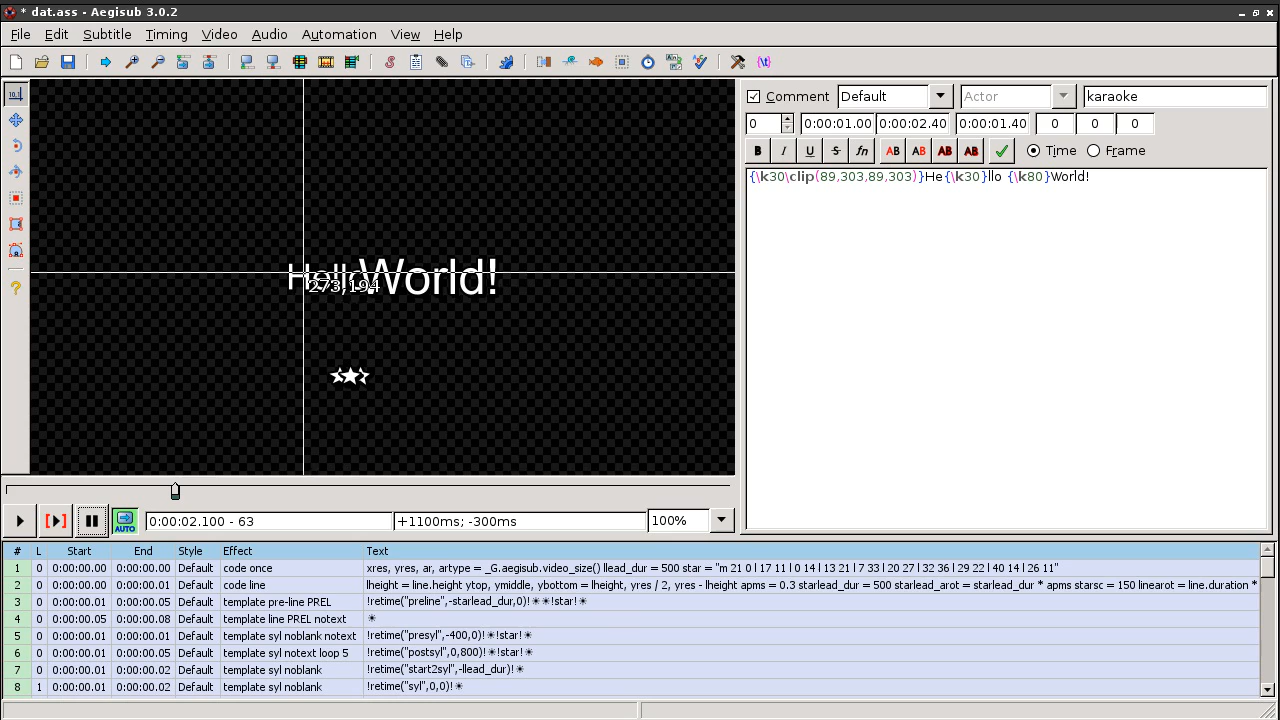 * dat.ass - Aegisub 3.0.2
File Edit Subtitle Timing Video Audio Automation View Help
Comment Default Actor karaoke
0 0:00:01.00 0:00:02.40 0:00:01.40 0 0 0
B I U S fn AB AB AB AB Time Frame
{\k30\clip(89,303,89,303)}He{\k30}llo {\k80}World!
Hello World!
273,194
AUTO 0:00:02.100 - 63 +1100ms; -300ms 100%
# L Start End Style Effect Text
1 0 0:00:00.00 0:00:00.00 Default code once xres, yres, ar, artype = _G.aegisub.video_size() llead_dur = 500 star = "m 21 0 l 17 11 l 0 14 l 13 21 l 7 33 l 20 27 l 32 36 l 29 22 l 40 14 l 26 11"
2 0 0:00:00.00 0:00:00.00 Default code line lheight = line.height ytop, ymiddle, ybottom = lheight, yres / 2, yres - lheight apms = 0.3 starlead_dur = 500 starlead_arot = starlead_dur * apms starsc = 150 linearot = line.duration *
3 0 0:00:00.01 0:00:00.05 Default template pre-line PREL !retime("preline",-starlead_dur,0)!☀☀!star!☀
4 0 0:00:00.05 0:00:00.08 Default template line PREL notext ☀
5 0 0:00:00.01 0:00:00.01 Default template syl noblank notext !retime("presyl",-400,0)!☀!star!☀
6 0 0:00:00.01 0:00:00.05 Default template syl notext loop 5 !retime("postsyl",0,800)!☀!star!☀
7 0 0:00:00.01 0:00:00.02 Default template syl noblank !retime("start2syl",-llead_dur)!☀
8 1 0:00:00.01 0:00:00.02 Default template syl noblank !retime("syl",0,0)!☀